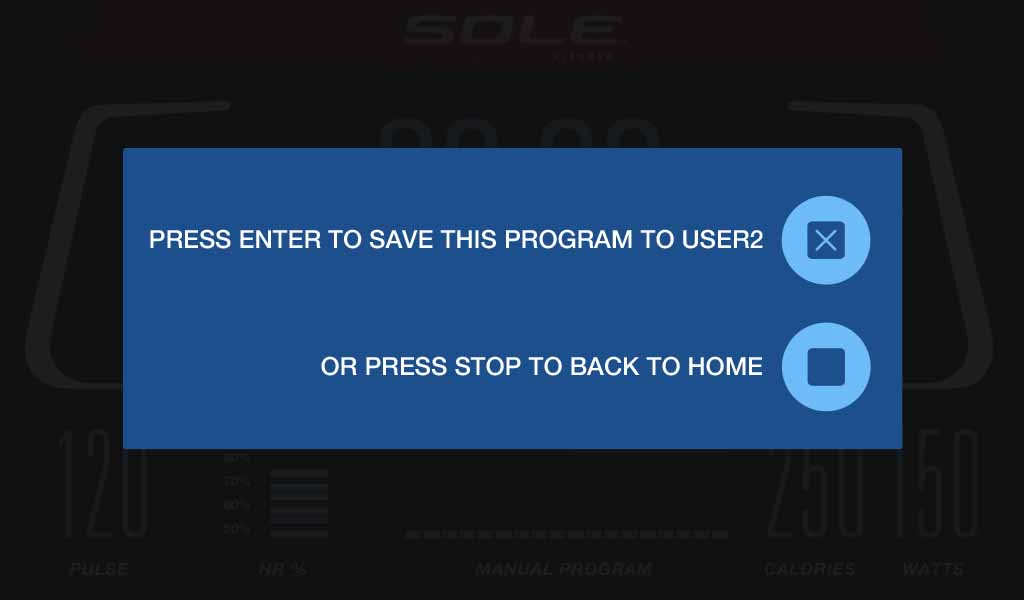 SOLE
PRESS ENTER TO SAVE THIS PROGRAM TO USER2
OR PRESS STOP TO BACK TO HOME
120
250
150
70%
60%
50%
PULSE
HR %
MANUAL PROGRAM
CALORIES
WATTS